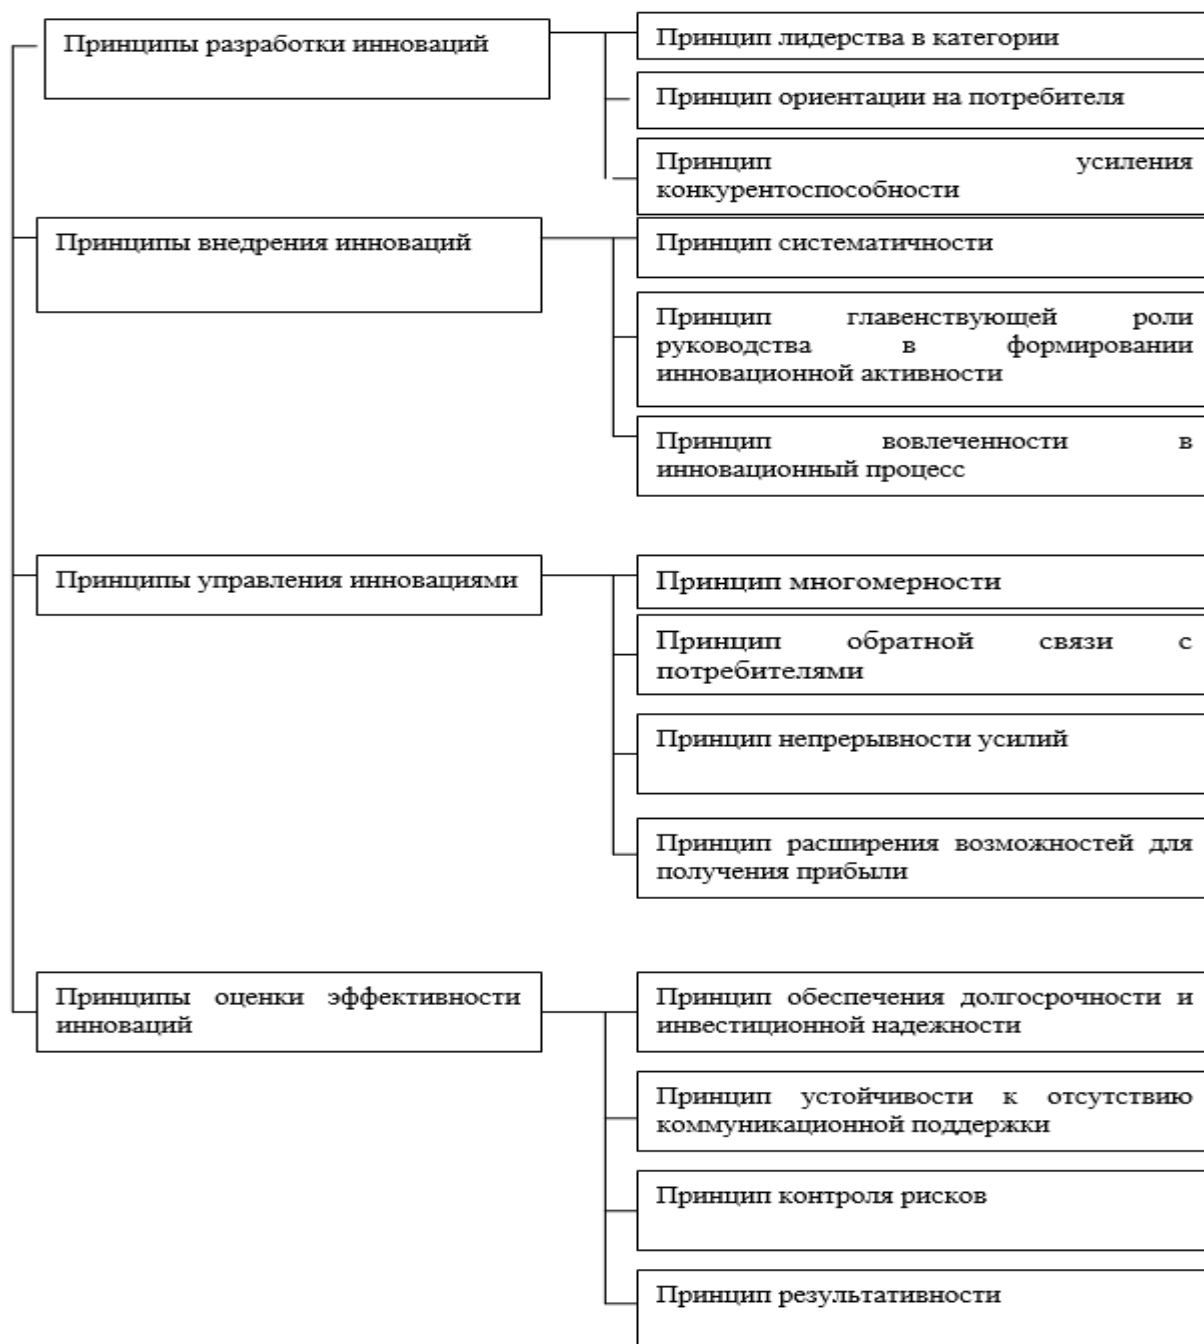 Принципы разработки инноваций
Принцип лидерства в категории
Принцип ориентации на потребителя
Принцип усиления
конкурентоспособности
Принципы внедрения инноваций
Принцип систематичности
Принцип главенствующей роли
руководства в формировании
инновационной активности
Принцип вовлеченности в
инновационный процесс
Принципы управления инновациями
Принцип многомерности
Принцип обратной связи с
потребителями
Принцип непрерывности усилий
Принцип расширения возможностей для
получения прибыли
Принципы оценки эффективности
инноваций
Принцип обеспечения долгосрочности и
инвестиционной надежности
Принцип устойчивости к отсутствию
коммуникационной поддержки
Принцип контроля рисков
Принцип результативности